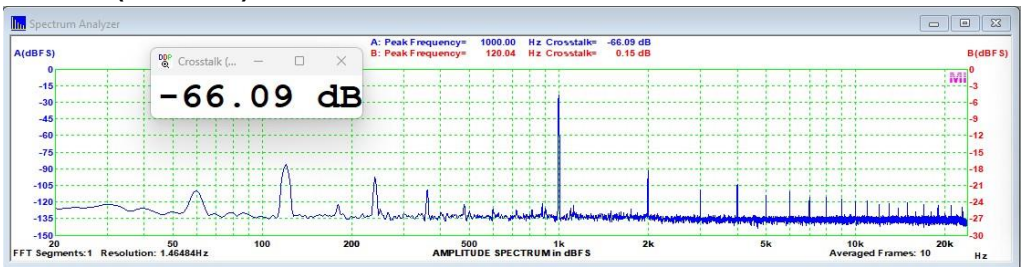 Spectrum Analyzer
A: Peak Frequency= 1000.00 Hz Crosstalk= -66.09 dB
A(dBFS) B: Peak Frequency= 120.04 Hz Crosstalk= 0.15 dB B(dBFS)
DDP Crosstalk (...
-66.09 dB
MI
0 0
-15 -3
-30 -6
-45 -9
-60 -12
-75 -15
-90 -18
-105 -21
-120 -24
-135 -27
-150 -30
20 50 100 200 500 1k 2k 5k 10k 20k
FFT Segments:1 Resolution: 1.46484Hz AMPLITUDE SPECTRUM in dBFS Averaged Frames: 10 Hz